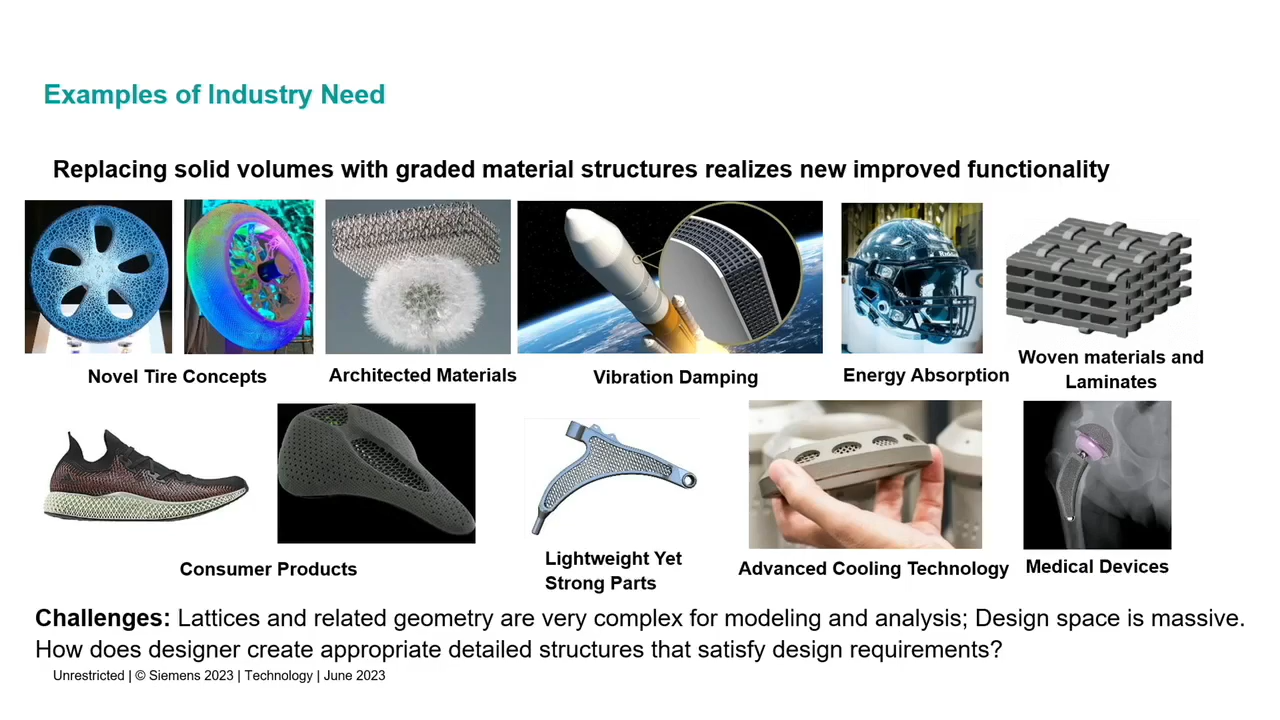 Examples of Industry Need
Replacing solid volumes with graded material structures realizes new improved functionality
Novel Tire Concepts
Architected Materials
Vibration Damping
Energy Absorption
Woven materials and
Laminates
Consumer Products
Lightweight Yet
Strong Parts
Advanced Cooling Technology
Medical Devices
Challenges: Lattices and related geometry are very complex for modeling and analysis; Design space is massive.
How does designer create appropriate detailed structures that satisfy design requirements?
Unrestricted | © Siemens 2023 | Technology | June 2023